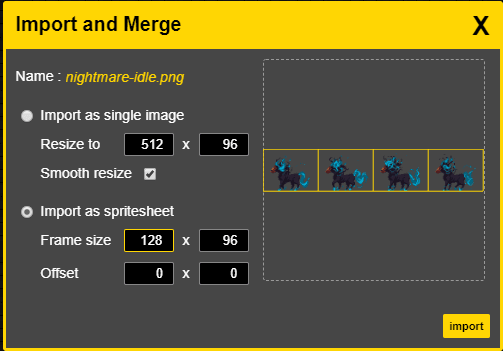 Import and Merge X
Name : nightmare-idle.png
Import as single image
Resize to 512 x 96
Smooth resize
Import as spritesheet
Frame size 128 x 96
Offset 0 x 0
import